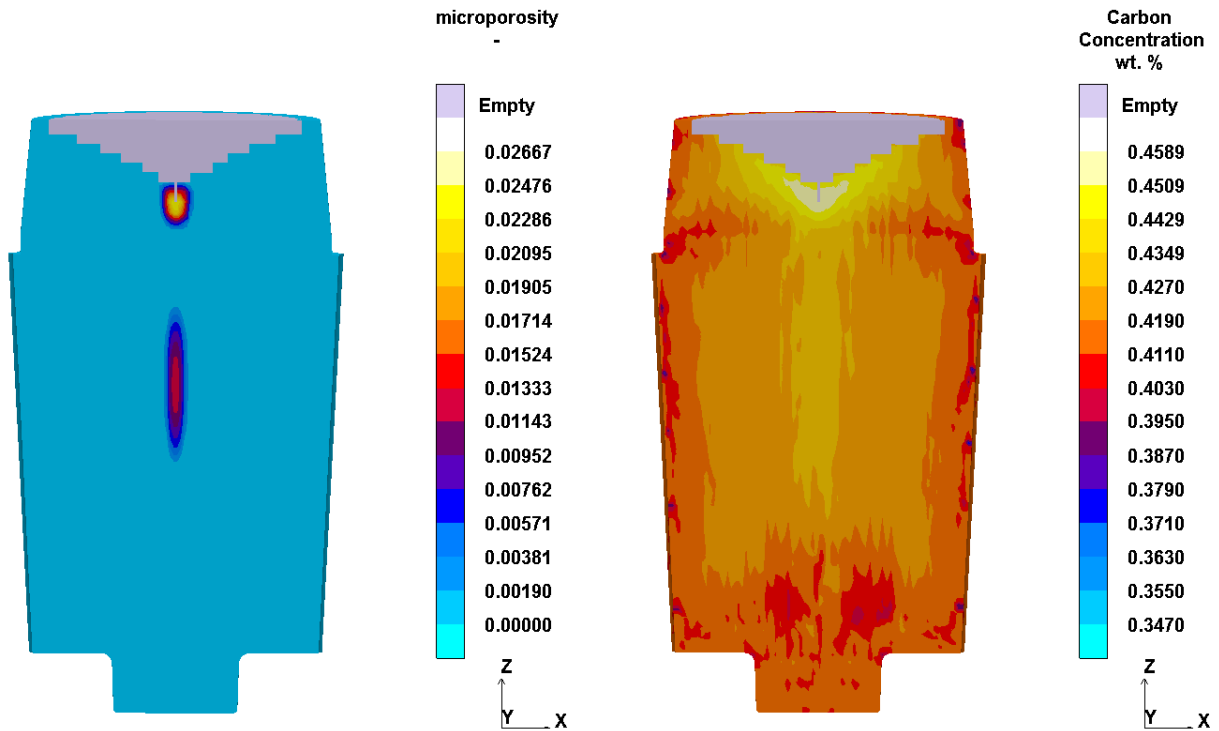 microporosity
-
Empty
0.02667
0.02476
0.02286
0.02095
0.01905
0.01714
0.01524
0.01333
0.01143
0.00952
0.00762
0.00571
0.00381
0.00190
0.00000
Z
Y
X
Carbon
Concentration
wt. %
Empty
0.4589
0.4509
0.4429
0.4349
0.4270
0.4190
0.4110
0.4030
0.3950
0.3870
0.3790
0.3710
0.3630
0.3550
0.3470
Z
Y
X